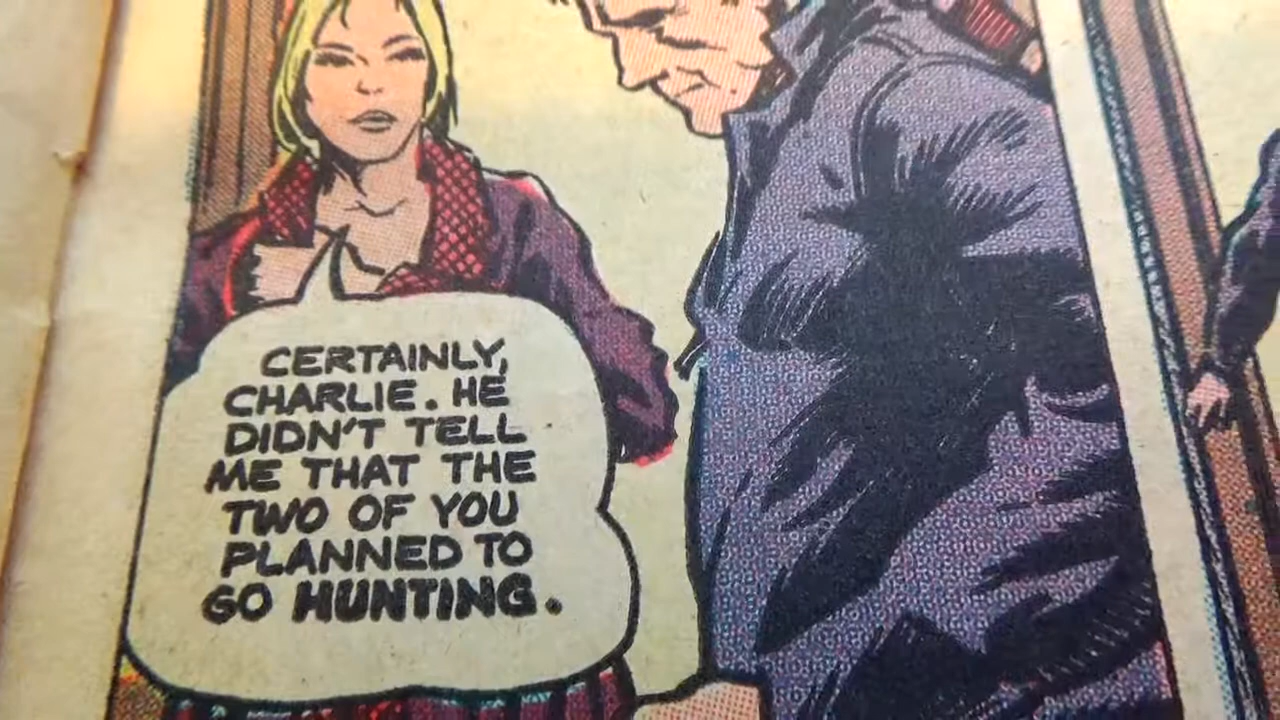 CERTAINLY,
CHARLIE. HE
DIDN'T TELL
ME THAT THE
TWO OF YOU
PLANNED TO
GO HUNTING.